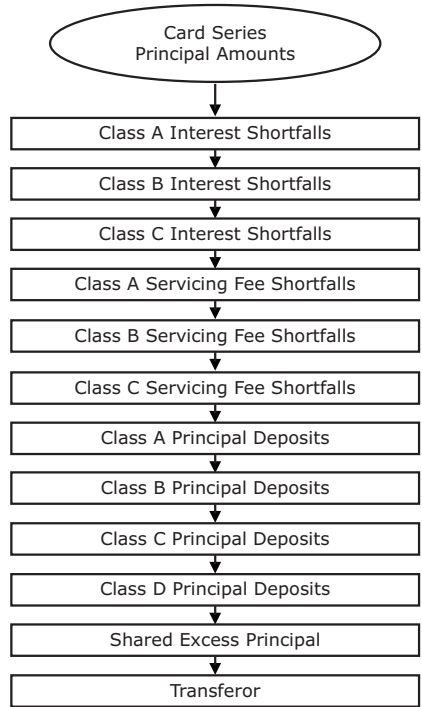 Card Series
Principal Amounts
Class A Interest Shortfalls
Class B Interest Shortfalls
Class C Interest Shortfalls
Class A Servicing Fee Shortfalls
Class B Servicing Fee Shortfalls
Class C Servicing Fee Shortfalls
Class A Principal Deposits
Class B Principal Deposits
Class C Principal Deposits
Class D Principal Deposits
Shared Excess Principal
Transferor